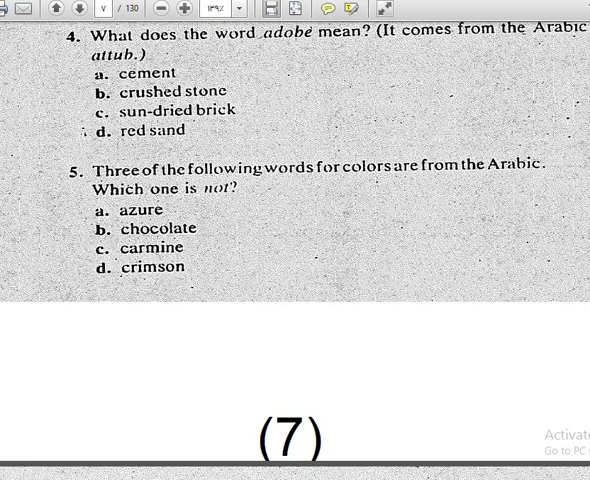 ٧ / 130 ١٣٩٪
4. What does the word adobe mean? (It comes from the Arabic
attub.)
a. cement
b. crushed stone
c. sun-dried brick
d. red sand
5. Three of the following words for colors are from the Arabic.
Which one is not?
a. azure
b. chocolate
c. carmine
d. crimson
(7)
Activate
Go to PC s